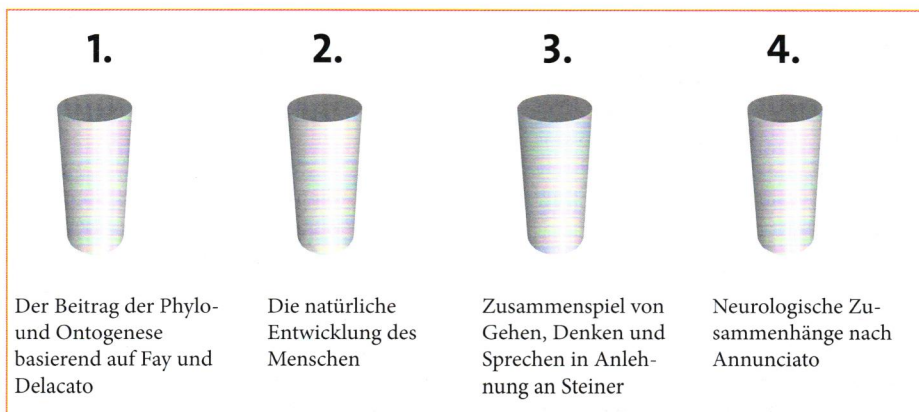 1.
2.
3.
4.
Der Beitrag der Phylo-
und Ontogenese
basierend auf Fay und
Delacato
Die natürliche
Entwicklung des
Menschen
Zusammenspiel von
Gehen, Denken und
Sprechen in Anleh-
nung an Steiner
Neurologische Zu-
sammenhänge nach
Annunciato